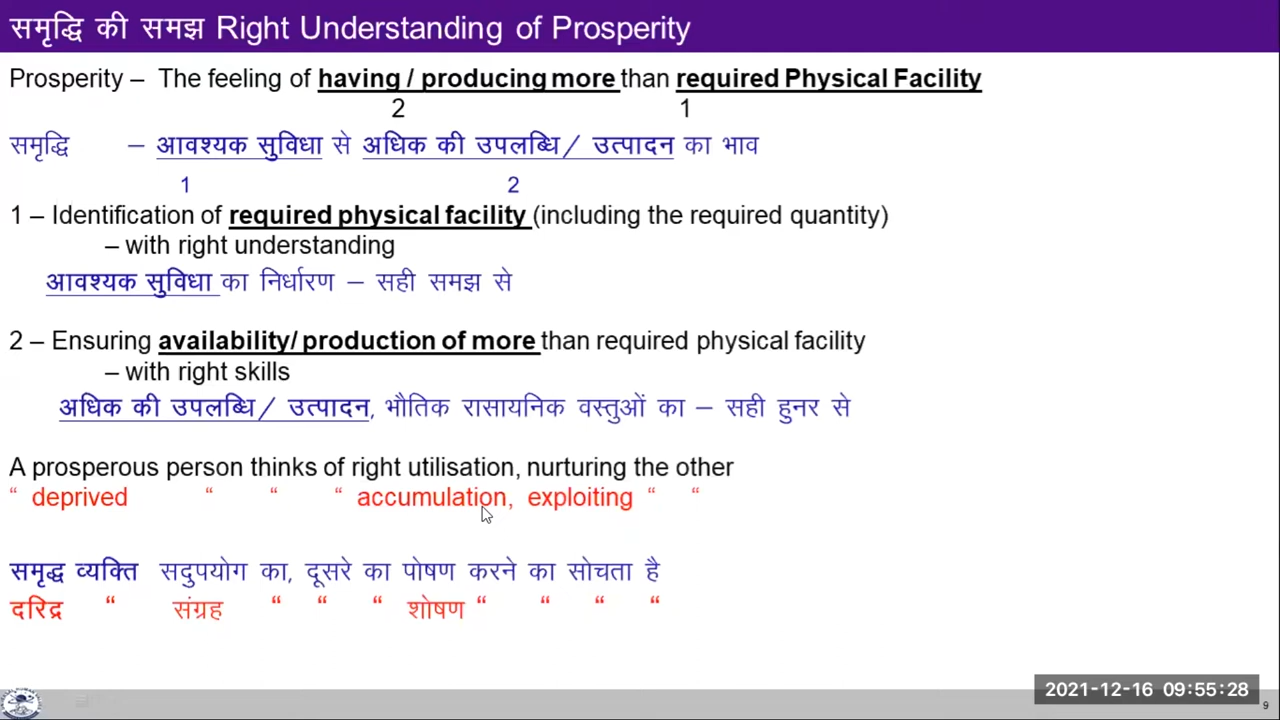 समृद्धि की समझ Right Understanding of Prosperity
Prosperity – The feeling of having / producing more than required Physical Facility
2 1
समृद्धि – आवश्यक सुविधा से अधिक की उपलब्धि/ उत्पादन का भाव
1 2
1 – Identification of required physical facility (including the required quantity)
– with right understanding
आवश्यक सुविधा का निर्धारण – सही समझ से
2 – Ensuring availability/ production of more than required physical facility
– with right skills
अधिक की उपलब्धि/ उत्पादन, भौतिक रासायनिक वस्तुओं का – सही हुनर से
A prosperous person thinks of right utilisation, nurturing the other
“ deprived “ “ “ accumulation, exploiting “ “
समृद्ध व्यक्ति सदुपयोग का, दूसरे का पोषण करने का सोचता है
दरिद्र “ संग्रह “ “ “ शोषण “ “ “ “
2021-12-16 09:55:28
9